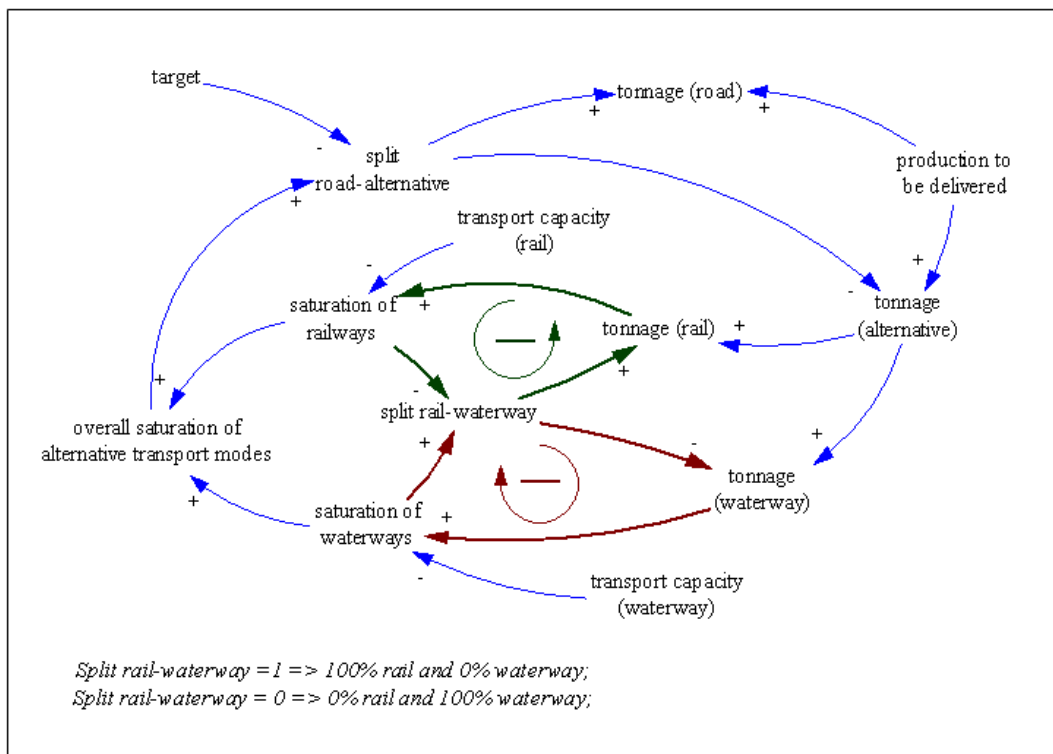 target
tonnage (road)
+
+
-
split
road-alternative
production to
be delivered
+
transport capacity
(rail)
+
-
-
saturation of
railways
+
tonnage (rail)
+
tonnage
(alternative)
+
+
-
split rail-waterway
+
-
+
overall saturation of
alternative transport modes
tonnage
(waterway)
+
saturation of
waterways
+
-
transport capacity
(waterway)
Split rail-waterway = 1 => 100% rail and 0% waterway;
Split rail-waterway = 0 => 0% rail and 100% waterway;